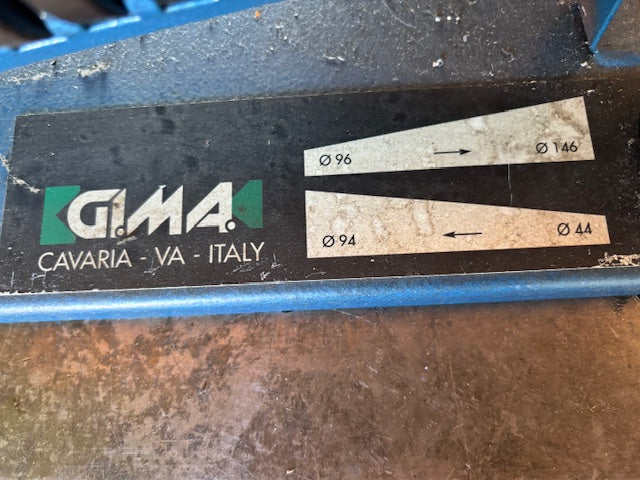 Ø 96 Ø 146
G.I.M.A.
CAVARIA - VA - ITALY
Ø 94 Ø 44